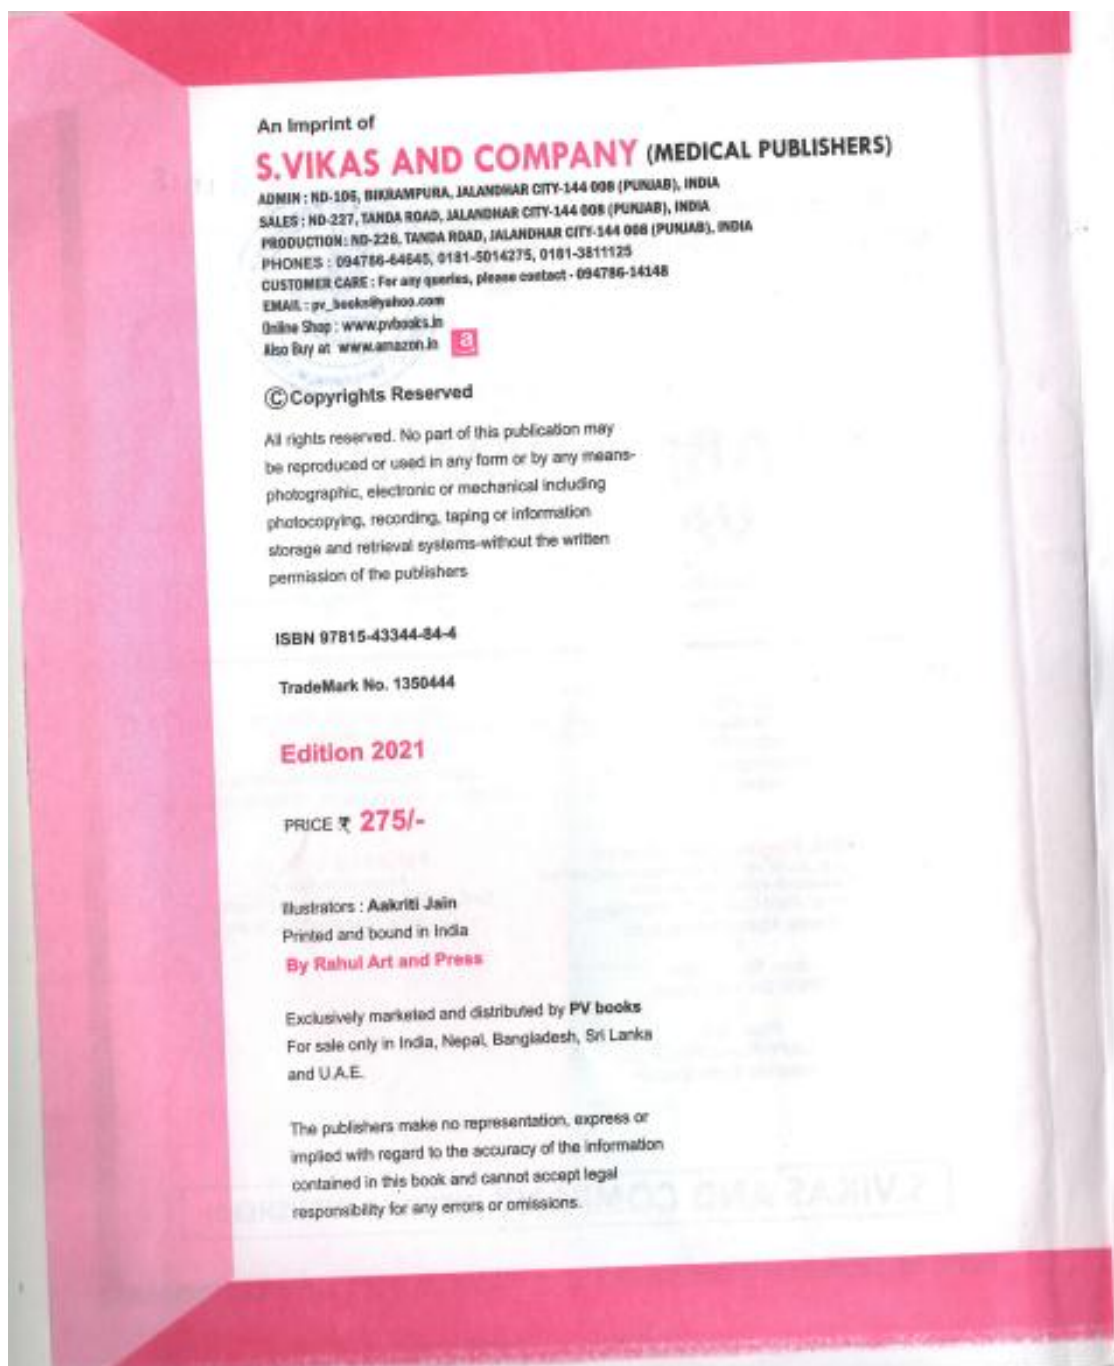 An Imprint of
S.VIKAS AND COMPANY (MEDICAL PUBLISHERS)
ADMIN : ND-106, BIKRAMPURA, JALANDHAR CITY-144 008 (PUNJAB), INDIA
SALES : ND-227, TANDA ROAD, JALANDHAR CITY-144 008 (PUNJAB), INDIA
PRODUCTION : ND-226, TANDA ROAD, JALANDHAR CITY-144 008 (PUNJAB), INDIA
PHONES : 094786-64645, 0181-5014275, 0181-3811125
CUSTOMER CARE : For any queries, please contact - 094786-14148
EMAIL : pv_books@yahoo.com
Online Shop : www.pvbooks.in
Also Buy at www.amazon.in a
©Copyrights Reserved
All rights reserved. No part of this publication may
be reproduced or used in any form or by any means-
photographic, electronic or mechanical including
photocopying, recording, taping or information
storage and retrieval systems-without the written
permission of the publishers
ISBN 97815-43344-84-4
TradeMark No. 1350444
Edition 2021
PRICE ₹ 275/-
Illustrators : Aakriti Jain
Printed and bound in India
By Rahul Art and Press
Exclusively marketed and distributed by PV books
For sale only in India, Nepal, Bangladesh, Sri Lanka
and U.A.E.
The publishers make no representation, express or
implied with regard to the accuracy of the information
contained in this book and cannot accept legal
responsibility for any errors or omissions.